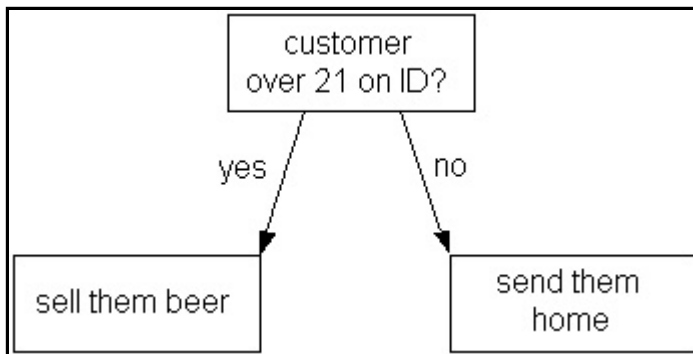 customer
over 21 on ID?
yes
no
sell them beer
send them
home